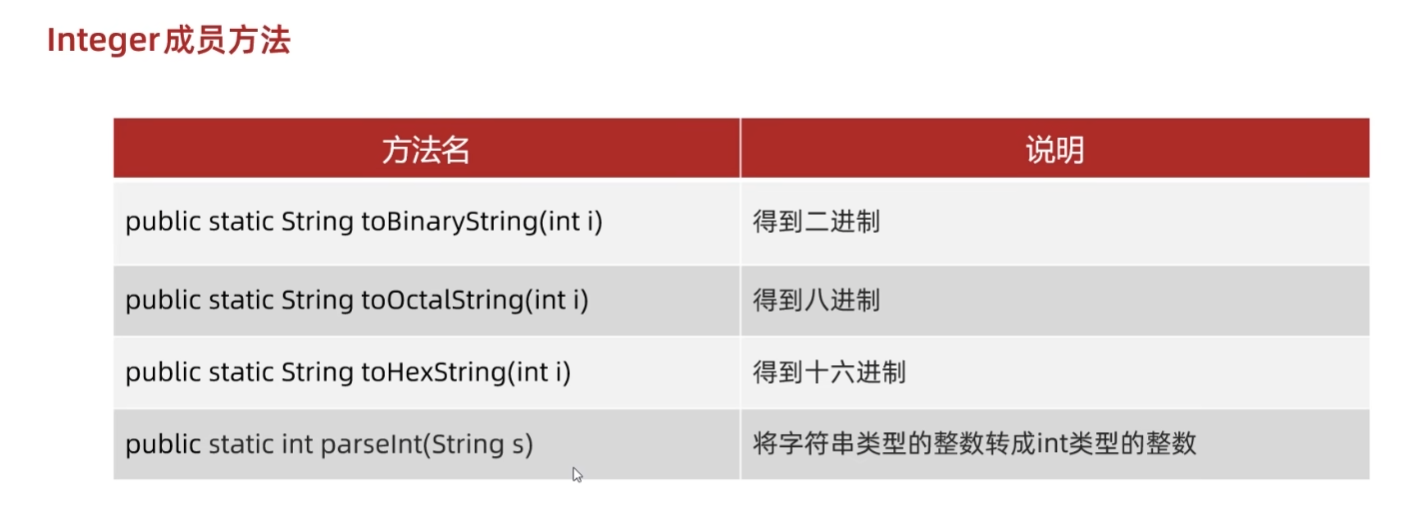 Integer成员方法
方法名 说明
public static String toBinaryString(int i) 得到二进制
public static String toOctalString(int i) 得到八进制
public static String toHexString(int i) 得到十六进制
public static int parseInt(String s) 将字符串类型的整数转成int类型的整数